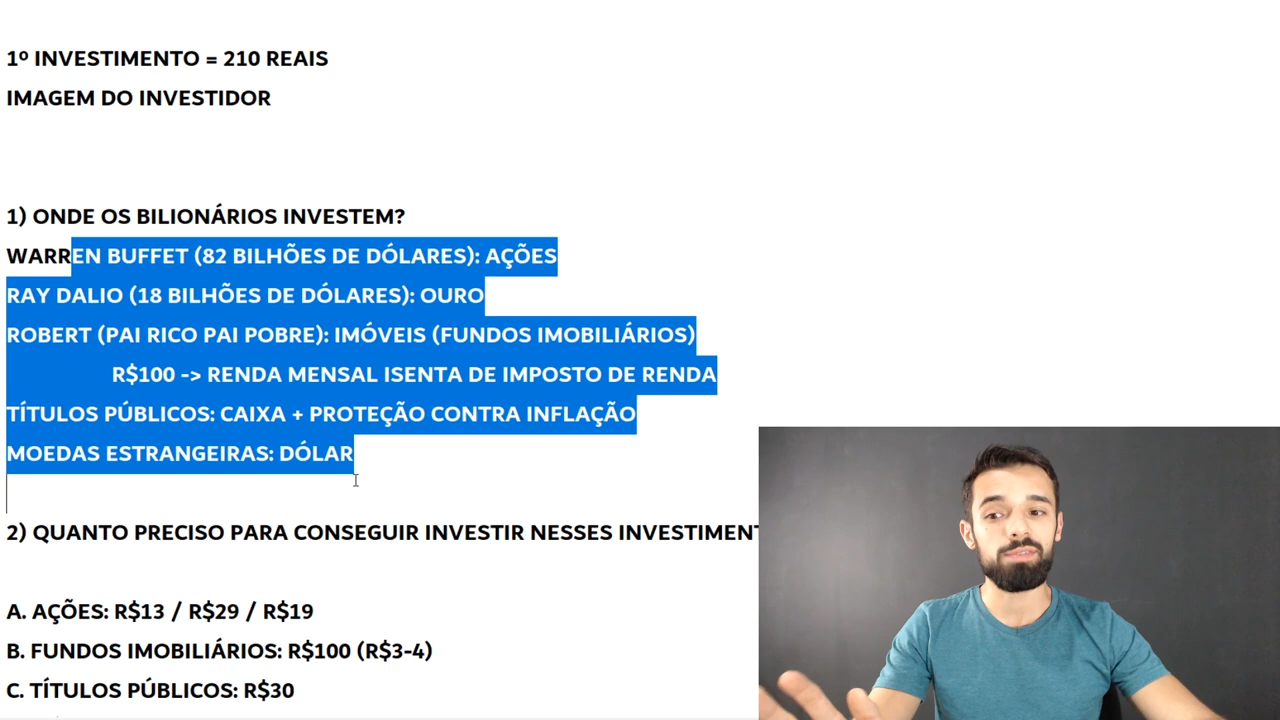 1º INVESTIMENTO = 210 REAIS
IMAGEM DO INVESTIDOR
1) ONDE OS BILIONÁRIOS INVESTEM?
WARREN BUFFET (82 BILHÕES DE DÓLARES): AÇÕES
RAY DALIO (18 BILHÕES DE DÓLARES): OURO
ROBERT (PAI RICO PAI POBRE): IMÓVEIS (FUNDOS IMOBILIÁRIOS)
R$100 -> RENDA MENSAL ISENTA DE IMPOSTO DE RENDA
TÍTULOS PÚBLICOS: CAIXA + PROTEÇÃO CONTRA INFLAÇÃO
MOEDAS ESTRANGEIRAS: DÓLAR
2) QUANTO PRECISO PARA CONSEGUIR INVESTIR NESSES INVESTIMENT
A. AÇÕES: R$13 / R$29 / R$19
B. FUNDOS IMOBILIÁRIOS: R$100 (R$3-4)
C. TÍTULOS PÚBLICOS: R$30